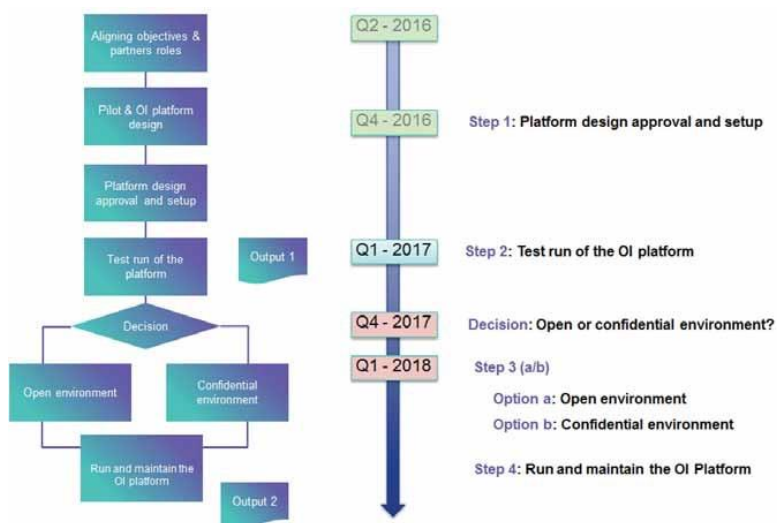 Aligning objectives &
partners roles
Pilot & OI platform
design
Platform design
approval and setup
Test run of the
platform
Output 1
Decision
Open environment
Confidential
environment
Run and maintain the
OI platform
Output 2
Q2 - 2016
Q4 - 2016
Step 1: Platform design approval and setup
Q1 - 2017
Step 2: Test run of the OI platform
Q4 - 2017
Decision: Open or confidential environment?
Q1 - 2018
Step 3 (a/b)
Option a: Open environment
Option b: Confidential environment
Step 4: Run and maintain the OI Platform